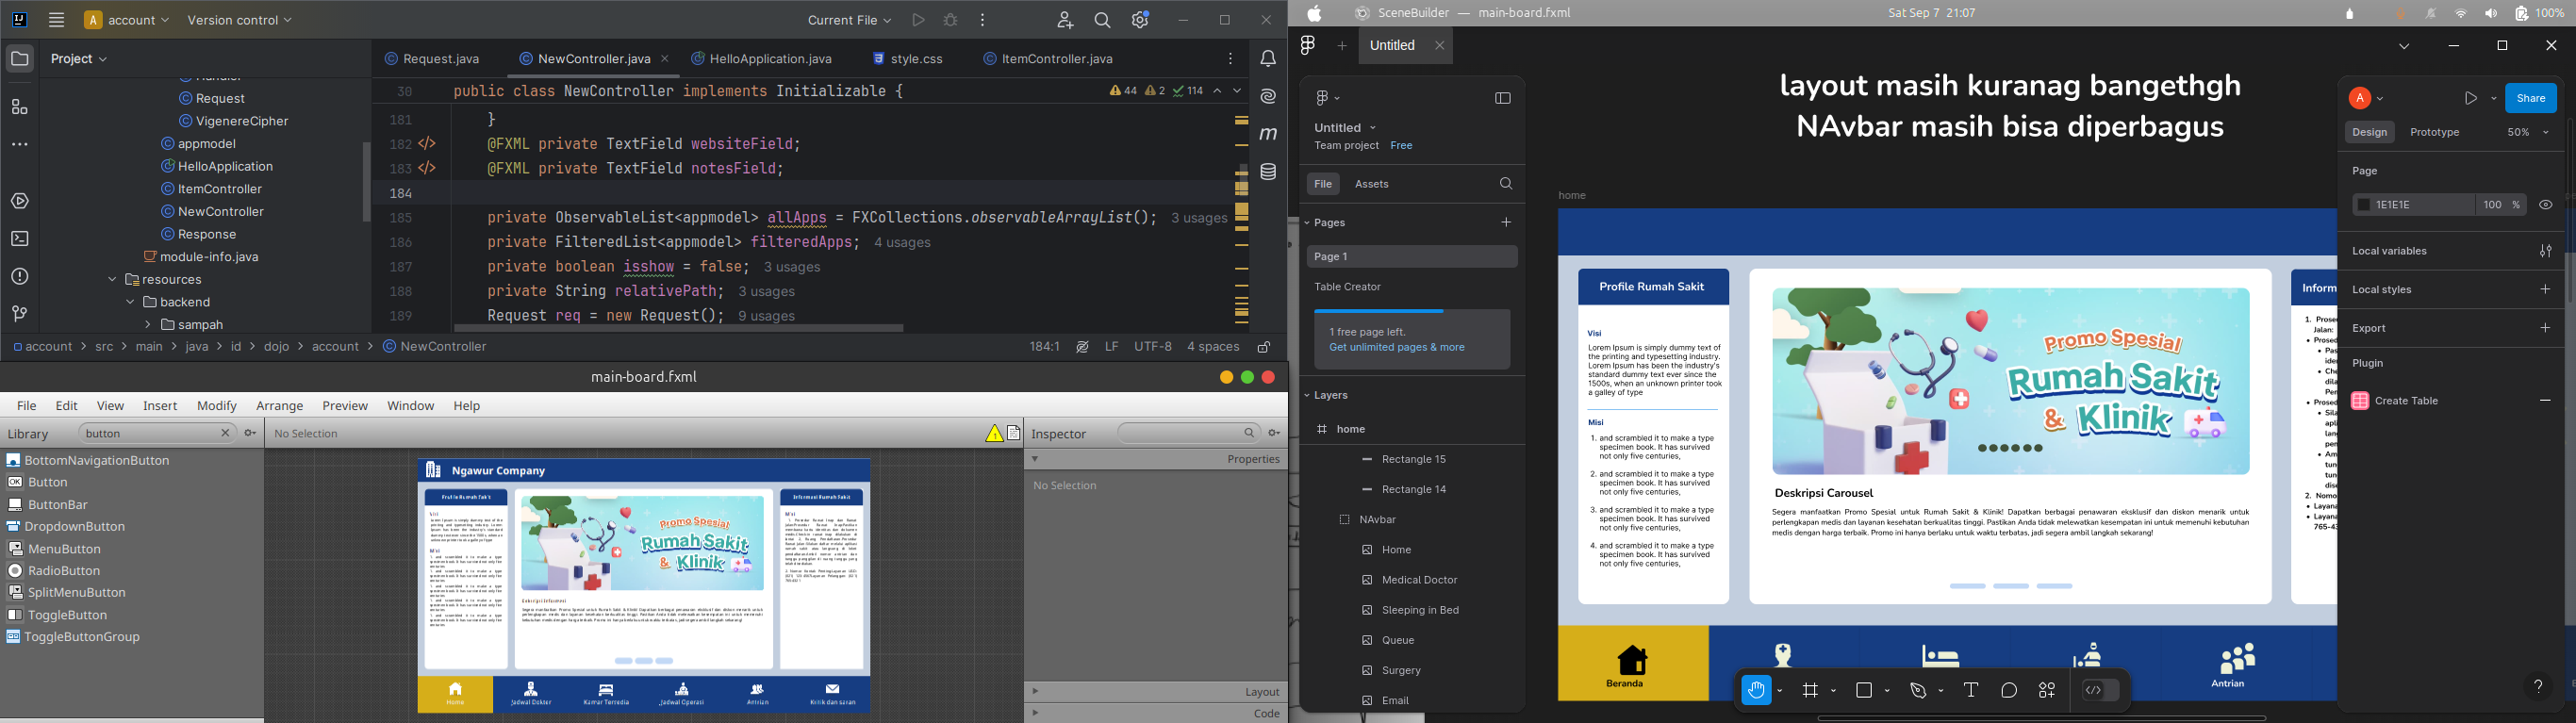 account
Version control
Current File
Project
Handler
Request
VigenereCipher
appmodel
HelloApplication
ItemController
NewController
Response
module-info.java
resources
backend
sampah
Request.java
NewController.java
HelloApplication.java
style.css
ItemController.java
30 public class NewController implements Initializable {
44 2 114
181 }
182 @FXML private TextField websiteField;
183 @FXML private TextField notesField;
184
185 private ObservableList<appmodel> allApps = FXCollections.observableArrayList(); 3 usages
186 private FilteredList<appmodel> filteredApps; 4 usages
187 private boolean isshow = false; 3 usages
188 private String relativePath; 3 usages
189 Request req = new Request(); 9 usages
account > src > main > java > id > dojo > account > NewController
184:1 LF UTF-8 4 spaces
main-board.fxml
File Edit View Insert Modify Arrange Preview Window Help
Library
button
No Selection
Inspector
BottomNavigationButton
Button
ButtonBar
DropdownButton
MenuButton
RadioButton
SplitMenuButton
ToggleButton
ToggleButtonGroup
Properties
No Selection
Layout
Code
Ngawur Company
Profile Rumah Sakit
Informasi Rumah Sakit
Promo Spesial
Rumah Sakit
& Klinik
Home
Jadwal Dokter
Kamar Tersedia
Jadwal Operasi
Antrian
Kritik dan saran
SceneBuilder — main-board.fxml
Sat Sep 7 21:07
100%
Untitled
Untitled
Team project Free
File Assets
Pages
Page 1
Table Creator
1 free page left.
Get unlimited pages & more
Layers
home
Rectangle 15
Rectangle 14
NAvbar
Home
Medical Doctor
Sleeping in Bed
Queue
Surgery
Email
layout masih kuranag bangethgh
NAvbar masih bisa diperbagus
home
Profile Rumah Sakit
Visi
Lorem Ipsum is simply dummy text of
the printing and typesetting industry.
Lorem Ipsum has been the industry's
standard dummy text ever since the
1500s, when an unknown printer took
a galley of type
Misi
1. and scrambled it to make a type
specimen book. It has survived
not only five centuries,
2. and scrambled it to make a type
specimen book. It has survived
not only five centuries,
3. and scrambled it to make a type
specimen book. It has survived
not only five centuries,
4. and scrambled it to make a type
specimen book. It has survived
not only five centuries,
Promo Spesial
Rumah Sakit
& Klinik
Deskripsi Carousel
Segera manfaatkan Promo Spesial untuk Rumah Sakit & Klinik! Dapatkan berbagai penawaran eksklusif dan diskon menarik untuk
perlengkapan medis dan layanan kesehatan berkualitas tinggi. Pastikan Anda tidak melewatkan kesempatan ini untuk memenuhi kebutuhan
medis dengan harga terbaik. Promo ini hanya berlaku untuk waktu terbatas, jadi segera ambil langkah sekarang!
Inform
Jalan:
2. Nomo
765-43
Beranda
Antrian
A
Share
Design Prototype 50%
Page
1E1E1E 100 %
Local variables
Local styles
Export
Plugin
Create Table
?